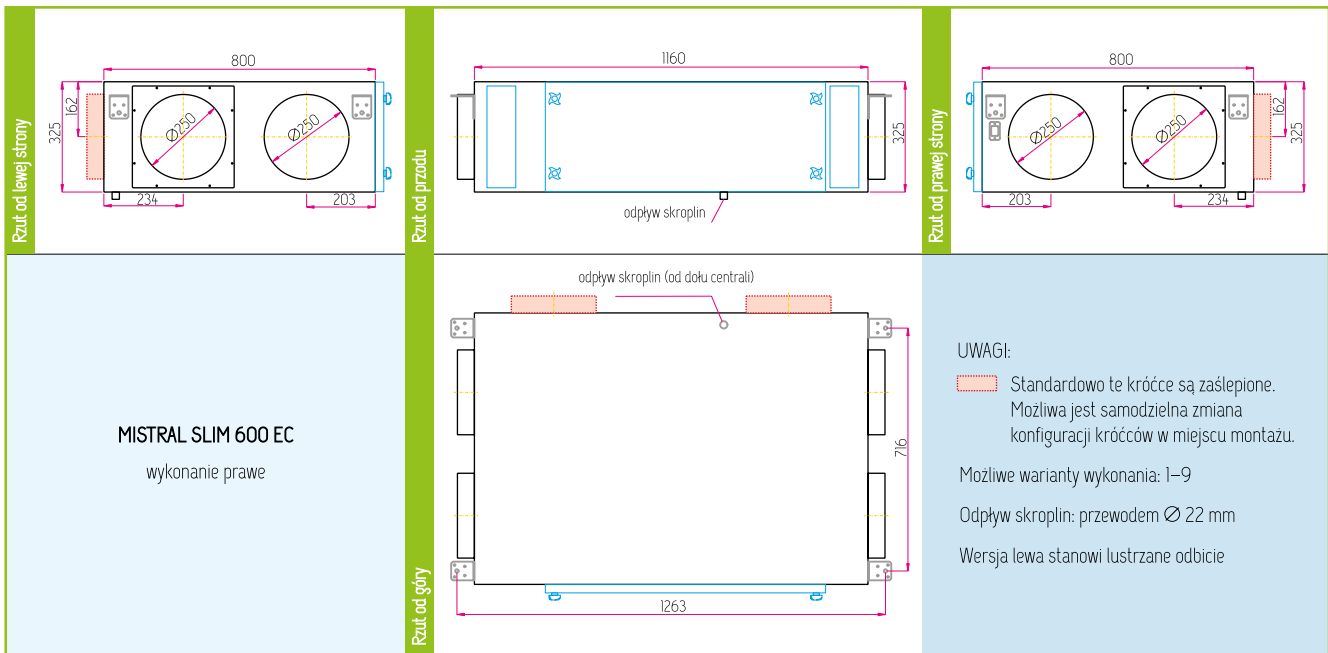 Rzut od lewej strony
800
162
325
Ø250
Ø250
234
203
Rzut od przodu
1160
325
odpływ skroplin
Rzut od prawej strony
800
Ø250
Ø250
162
325
203
234
MISTRAL SLIM 600 EC
wykonanie prawe
Rzut od góry
odpływ skroplin (od dołu centrali)
716
1263
UWAGI:
Standardowo te króćce są zaślepione.
Możliwa jest samodzielna zmiana
konfiguracji króćców w miejscu montażu.
Możliwe warianty wykonania: 1–9
Odpływ skroplin: przewodem Ø 22 mm
Wersja lewa stanowi lustrzane odbicie